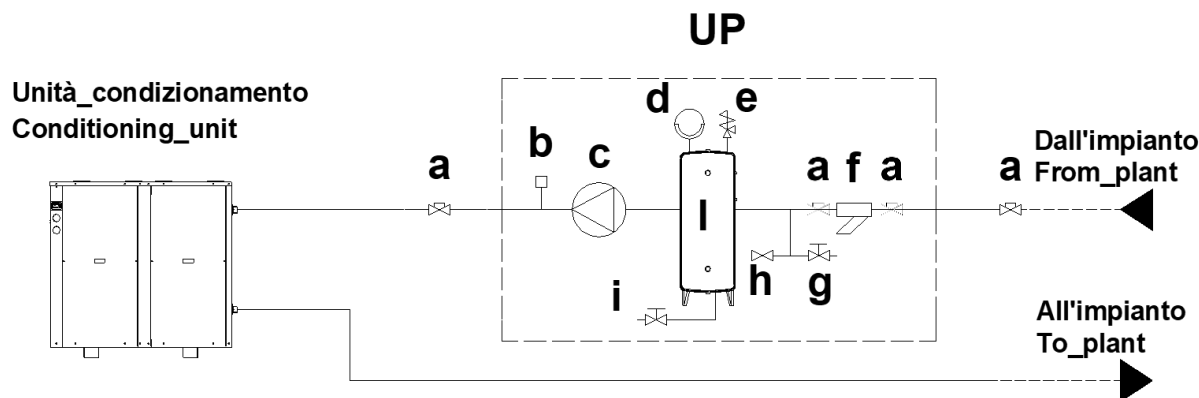 UP
Unità_condizionamento
Conditioning_unit
d e
b c
a
a f a a
Dall'impianto
From_plant
l
i
h g
All'impianto
To_plant